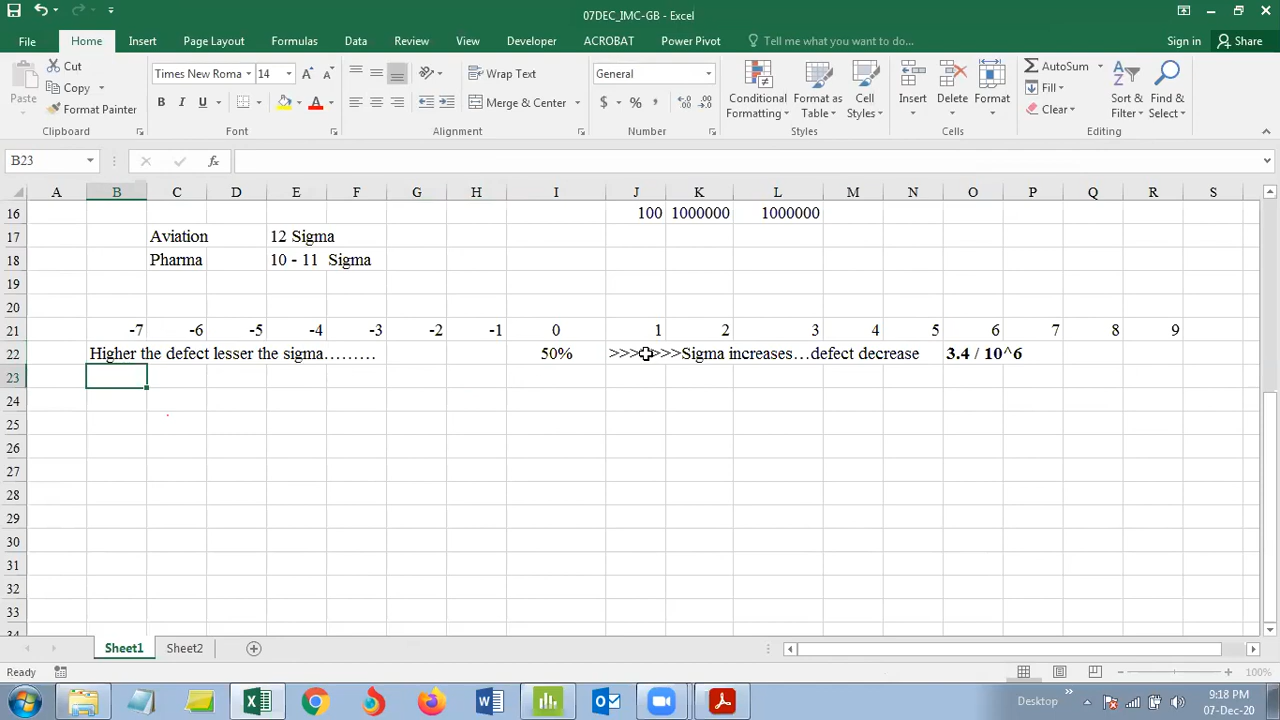 07DEC_IMC-GB - Excel
File Home Insert Page Layout Formulas Data Review View Developer ACROBAT Power Pivot Tell me what you want to do... Sign in Share
Paste
Cut
Copy
Format Painter
Clipboard
Times New Roma 14
B I U
Font
Wrap Text
Merge & Center
Alignment
General
$ % ,
Number
Conditional Formatting
Format as Table
Cell Styles
Styles
Insert Delete Format
Cells
AutoSum
Fill
Clear
Sort & Filter
Find & Select
Editing
B23 fx
A B C D E F G H I J K L M N O P Q R S
16 100 1000000 1000000
17 Aviation 12 Sigma
18 Pharma 10 - 11 Sigma
19
20
21 -7 -6 -5 -4 -3 -2 -1 0 1 2 3 4 5 6 7 8 9
22 Higher the defect lesser the sigma……… 50% >>>>>>>Sigma increases…defect decrease 3.4 / 10^6
23
24
25
26
27
28
29
30
31
32
33
34
Sheet1 Sheet2
Ready 100%
Desktop 9:18 PM
07-Dec-20